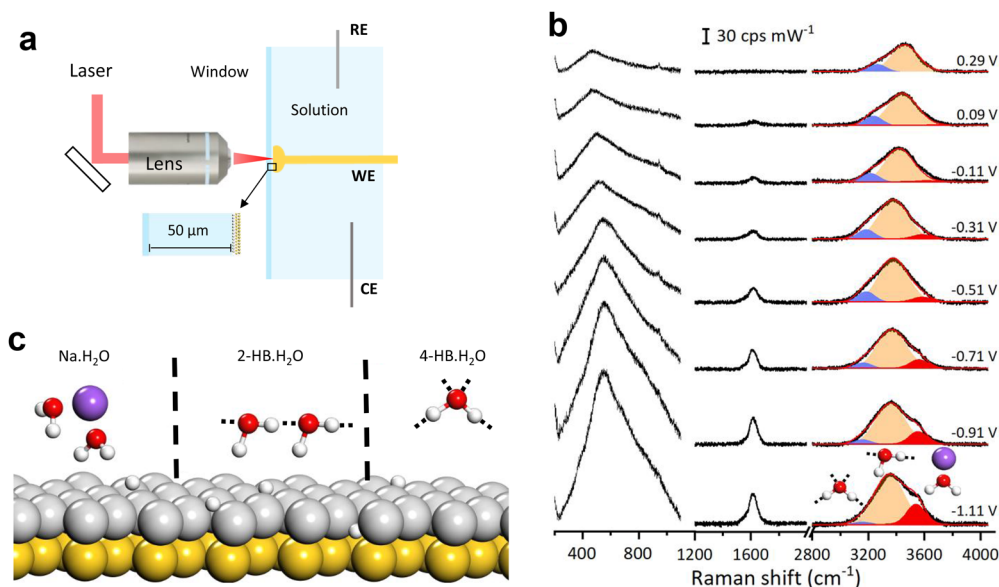 a
RE
Laser
Window
Solution
Lens
WE
50 μm
CE
b
30 cps mW⁻¹
0.29 V
0.09 V
-0.11 V
-0.31 V
-0.51 V
-0.71 V
-0.91 V
-1.11 V
400 800 1200 1600 2800 3200 3600 4000
Raman shift (cm⁻¹)
c
Na.H₂O
2-HB.H₂O
4-HB.H₂O